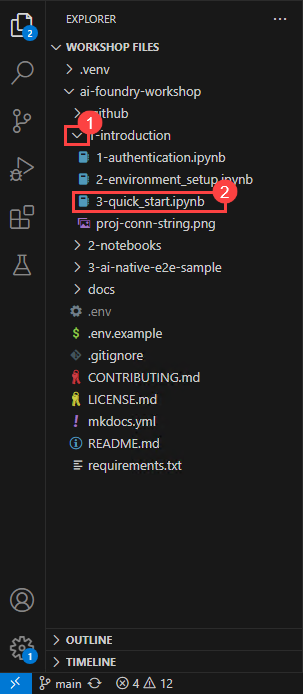 EXPLORER
2
WORKSHOP FILES
.venv
ai-foundry-workshop
github
1
1-introduction
1-authentication.ipynb
2-environment_setup.ipynb
2
3-quick_start.ipynb
proj-conn-string.png
2-notebooks
3-ai-native-e2e-sample
docs
.env
$ .env.example
.gitignore
CONTRIBUTING.md
LICENSE.md
! mkdocs.yml
README.md
requirements.txt
OUTLINE
1
TIMELINE
main 4 12